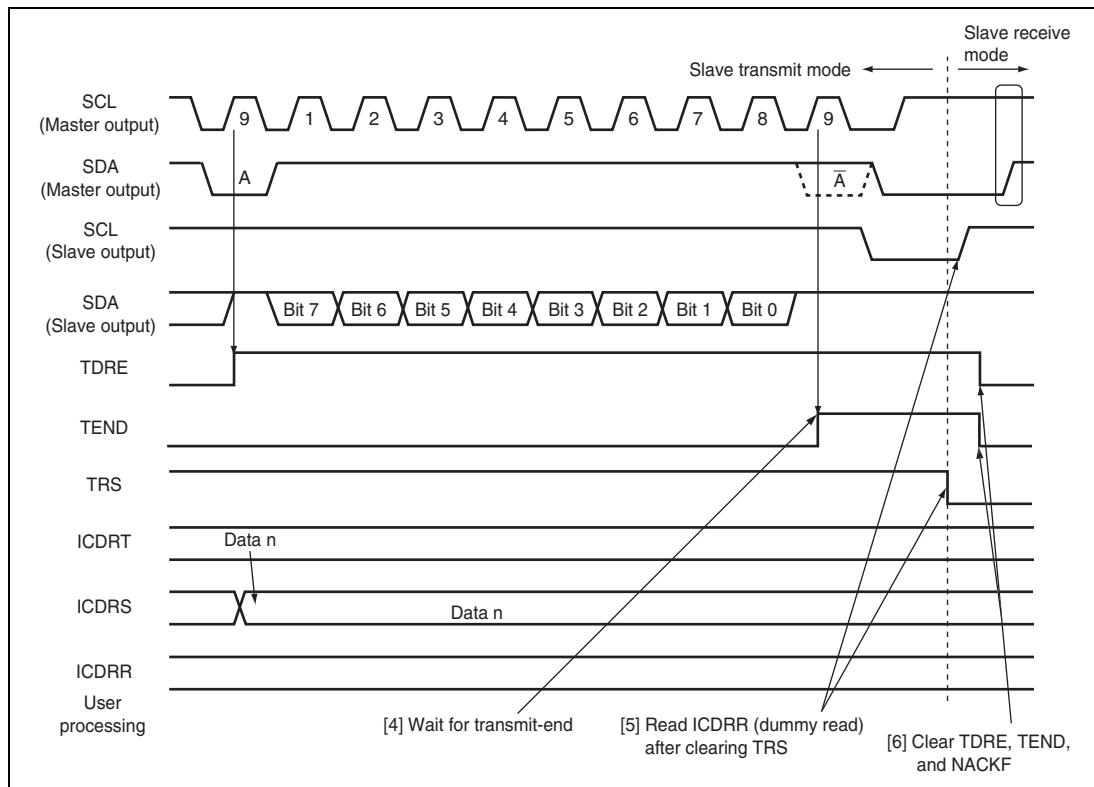 Slave receive
mode
Slave transmit mode
SCL
(Master output)
9 1 2 3 4 5 6 7 8 9
SDA
(Master output)
A A̅
SCL
(Slave output)
SDA
(Slave output)
Bit 7 Bit 6 Bit 5 Bit 4 Bit 3 Bit 2 Bit 1 Bit 0
TDRE
TEND
TRS
ICDRT
Data n
ICDRS
Data n
ICDRR
User
processing
[4] Wait for transmit-end
[5] Read ICDRR (dummy read)
after clearing TRS
[6] Clear TDRE, TEND,
and NACKF